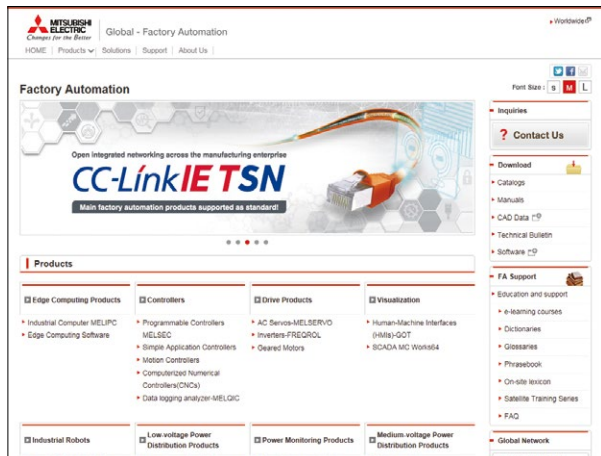 MITSUBISHI
ELECTRIC
Changes for the Better
Global - Factory Automation
Worldwide
HOME
Products
Solutions
Support
About Us
Factory Automation
Font Size :
S
M
L
Open integrated networking across the manufacturing enterprise
CC-Link IE TSN
Main factory automation products supported as standard!
Products
Edge Computing Products
Industrial Computer MELIPC
Edge Computing Software
Controllers
Programmable Controllers
MELSEC
Simple Application Controllers
Motion Controllers
Computerized Numerical
Controllers(CNCs)
Data logging analyzer-MELQIC
Drive Products
AC Servos-MELSERVO
Inverters-FREQROL
Geared Motors
Visualization
Human-Machine Interfaces
(HMIs)-GOT
SCADA MC Works64
Industrial Robots
Low-voltage Power
Distribution Products
Power Monitoring Products
Medium-voltage Power
Distribution Products
Inquiries
? Contact Us
Download
Catalogs
Manuals
CAD Data
Technical Bulletin
Software
FA Support
Education and support
e-learning courses
Dictionaries
Glossaries
Phrasebook
On-site lexicon
Satellite Training Series
FAQ
Global Network